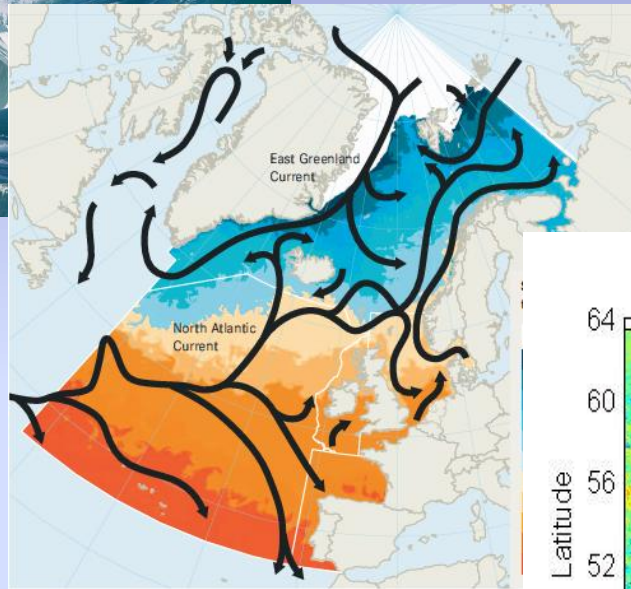 East Greenland
Current
North Atlantic
Current
64
60
56
52
Latitude